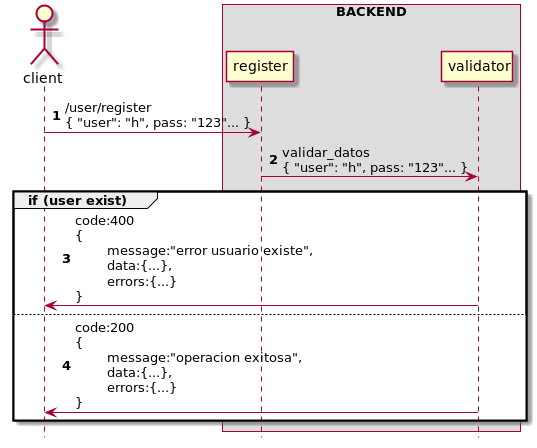 BACKEND
client
register
validator
1 /user/register
{ "user": "h", pass: "123"... }
2 validar_datos
{ "user": "h", pass: "123"... }
if (user exist)
code:400
{
3 message:"error usuario existe",
data:{...},
errors:{...}
}
code:200
{
4 message:"operacion exitosa",
data:{...},
errors:{...}
}